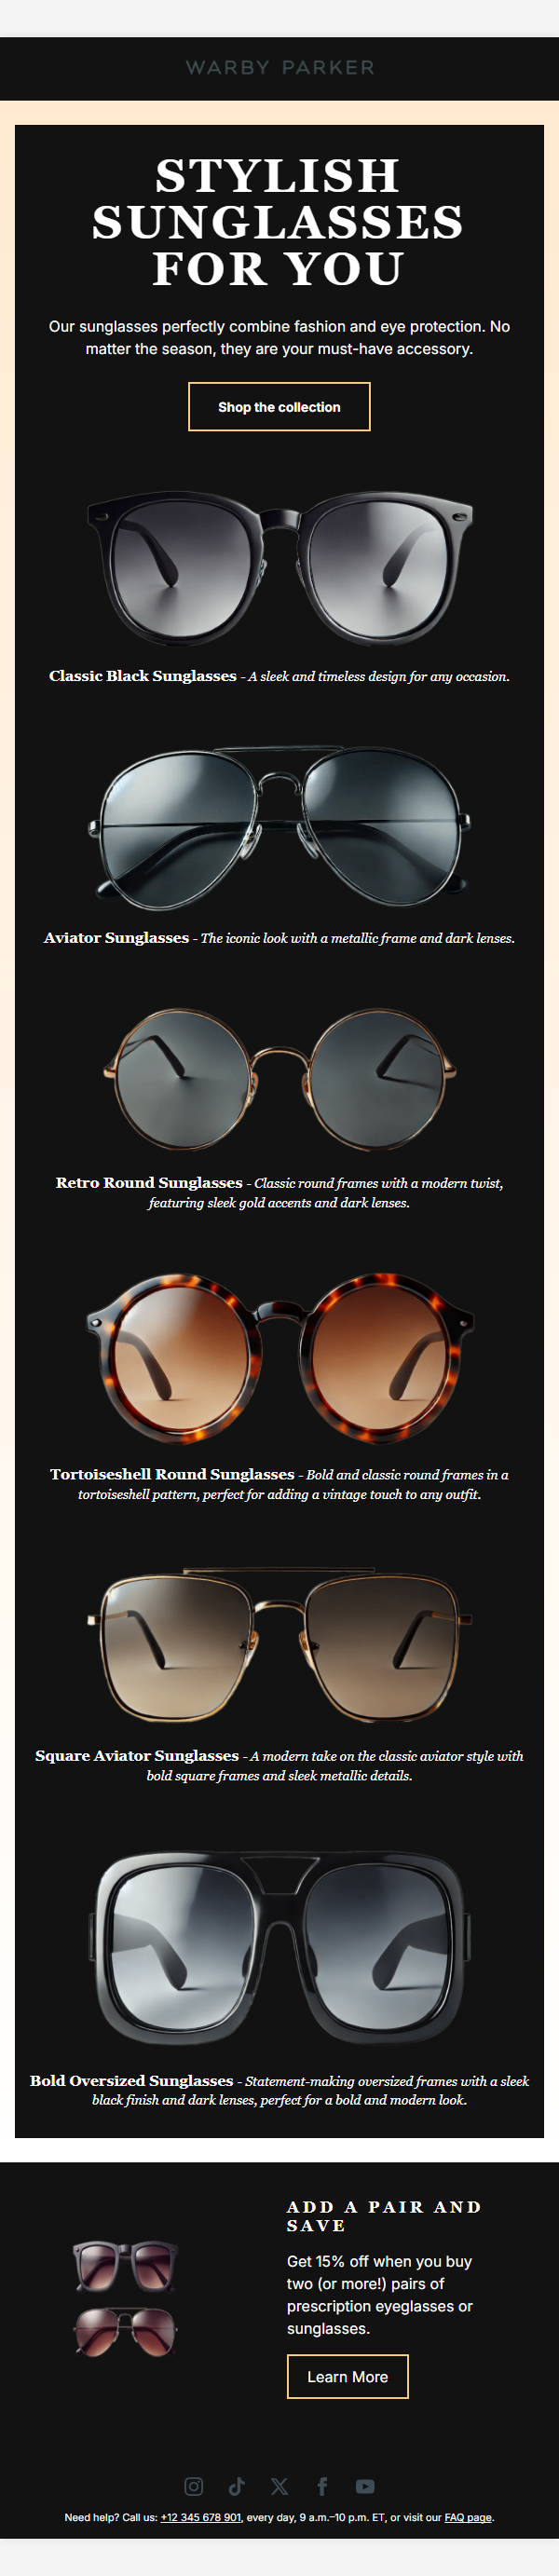 WARBY PARKER
STYLISH
SUNGLASSES
FOR YOU
Our sunglasses perfectly combine fashion and eye protection. No
matter the season, they are your must-have accessory.
Shop the collection
Classic Black Sunglasses - A sleek and timeless design for any occasion.
Aviator Sunglasses - The iconic look with a metallic frame and dark lenses.
Retro Round Sunglasses - Classic round frames with a modern twist,
featuring sleek gold accents and dark lenses.
Tortoiseshell Round Sunglasses - Bold and classic round frames in a
tortoiseshell pattern, perfect for adding a vintage touch to any outfit.
Square Aviator Sunglasses - A modern take on the classic aviator style with
bold square frames and sleek metallic details.
Bold Oversized Sunglasses - Statement-making oversized frames with a sleek
black finish and dark lenses, perfect for a bold and modern look.
ADD A PAIR AND
SAVE
Get 15% off when you buy
two (or more!) pairs of
prescription eyeglasses or
sunglasses.
Learn More
Need help? Call us: +12 345 678 901, every day, 9 a.m.–10 p.m. ET, or visit our FAQ page.